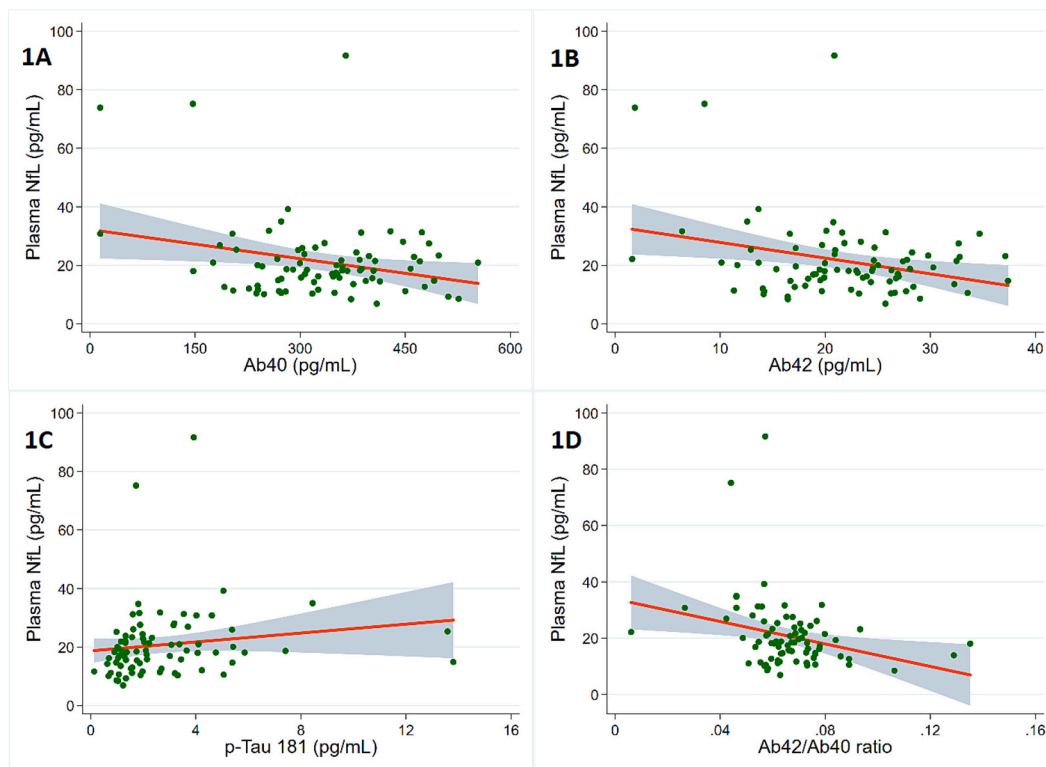 1A
Plasma NfL (pg/mL)
100
80
60
40
20
0
0 150 300 450 600
Ab40 (pg/mL)
1B
Plasma NfL (pg/mL)
100
80
60
40
20
0
0 10 20 30 40
Ab42 (pg/mL)
1C
Plasma NfL (pg/mL)
100
80
60
40
20
0
0 4 8 12 16
p-Tau 181 (pg/mL)
1D
Plasma NfL (pg/mL)
100
80
60
40
20
0
0 .04 .08 .12 .16
Ab42/Ab40 ratio